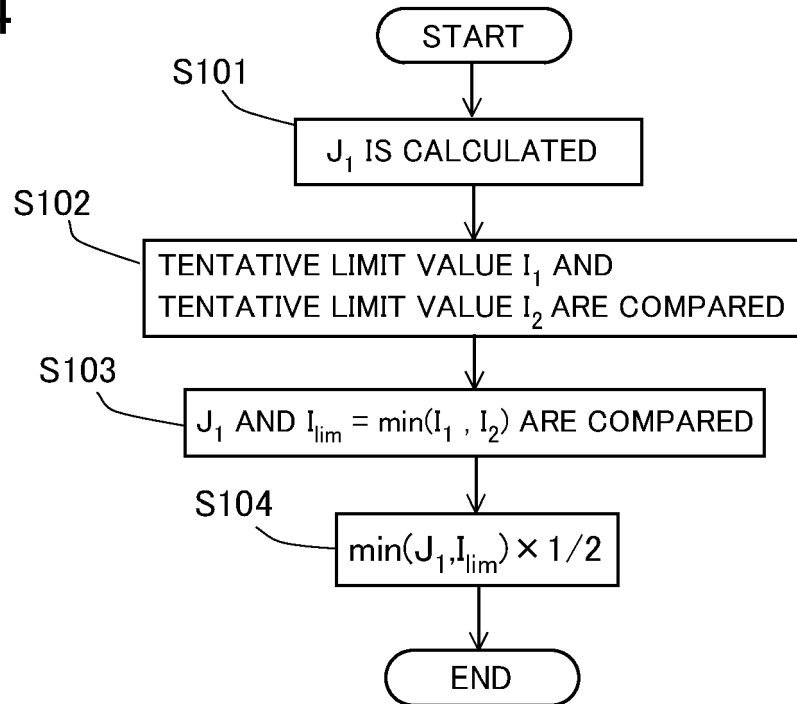 4
START
S101
J₁ IS CALCULATED
S102
TENTATIVE LIMIT VALUE I₁ AND
TENTATIVE LIMIT VALUE I₂ ARE COMPARED
S103
J₁ AND Iₗᵢₘ = min(I₁ , I₂) ARE COMPARED
S104
min(J₁,Iₗᵢₘ) × 1/2
END